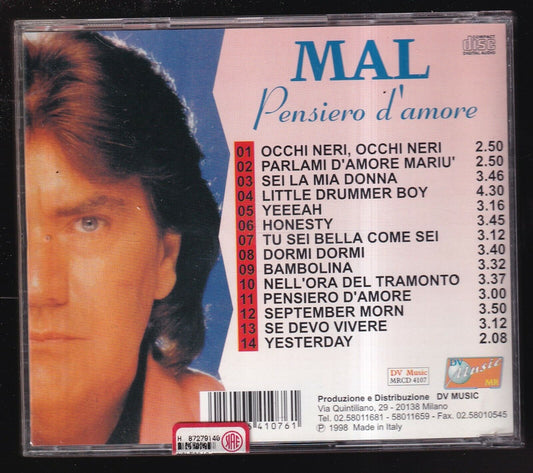 COMPACT
disc
DIGITAL AUDIO
MAL
Pensiero d'amore
01 OCCHI NERI, OCCHI NERI 2.50
02 PARLAMI D'AMORE MARIU' 2.50
03 SEI LA MIA DONNA 3.46
04 LITTLE DRUMMER BOY 4.30
05 YEEEAH 3.16
06 HONESTY 3.45
07 TU SEI BELLA COME SEI 3.12
08 DORMI DORMI 3.40
09 BAMBOLINA 3.32
10 NELL'ORA DEL TRAMONTO 3.37
11 PENSIERO D'AMORE 3.00
12 SEPTEMBER MORN 3.50
13 SE DEVO VIVERE 3.12
14 YESTERDAY 2.08
DV Music
MRCD 4107
DV
Music
MR
Produzione e Distribuzione DV MUSIC
Via Quintiliano, 29 - 20138 Milano
Tel. 02.58011681 - 58011659 - Fax. 02.58010545
℗ 1998 Made in Italy
410761
H 87279140